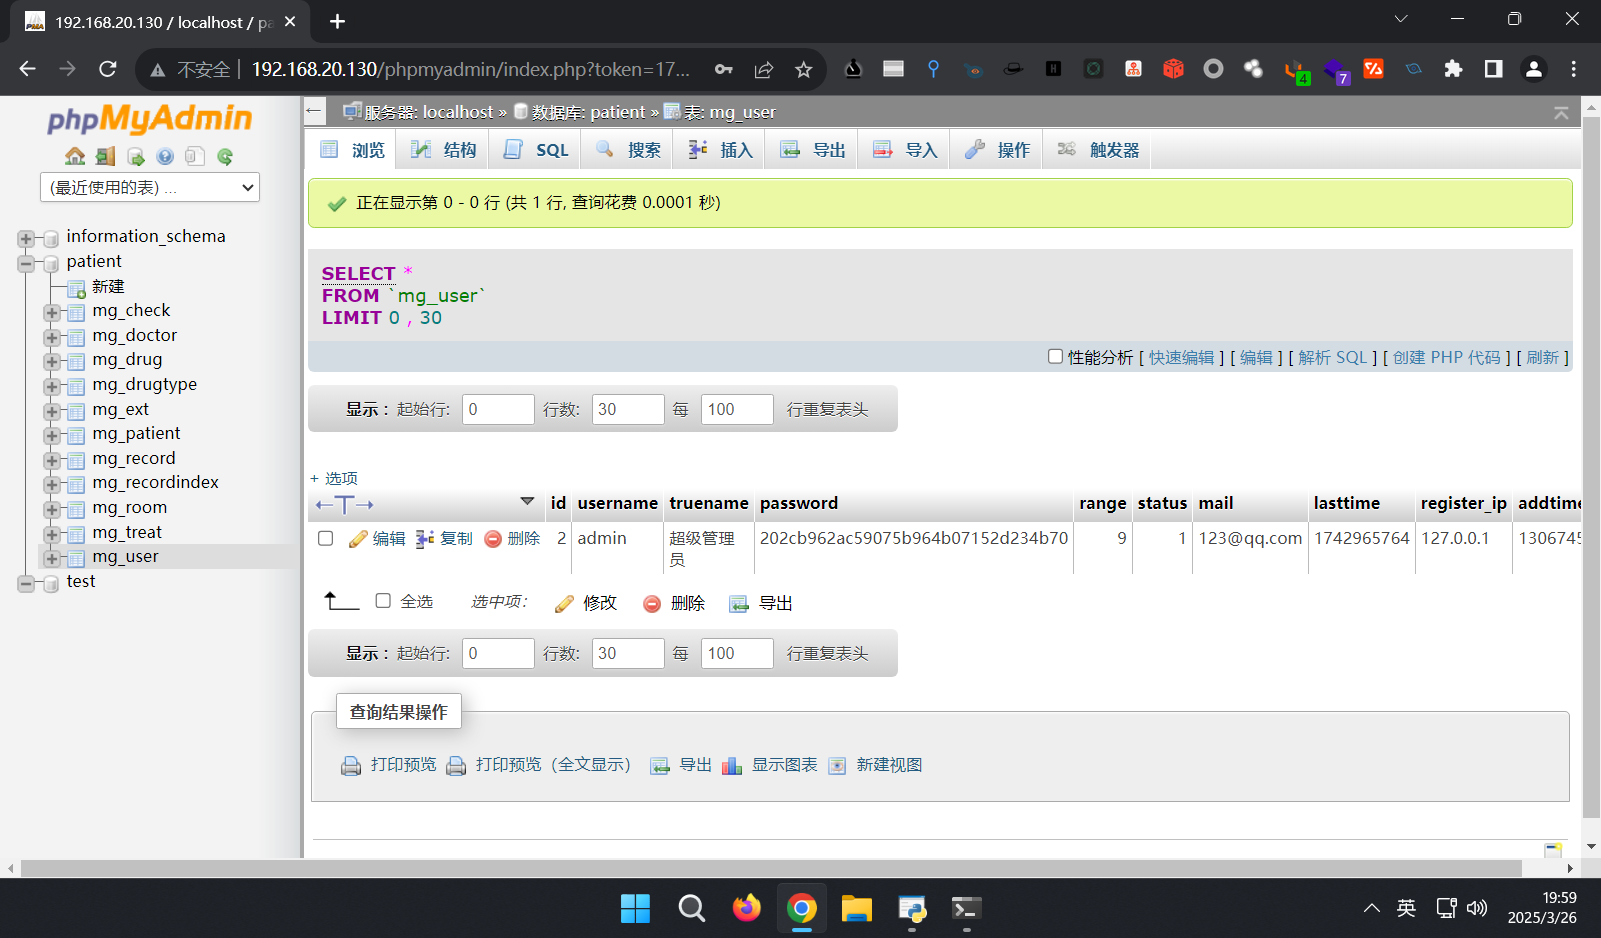 192.168.20.130 / localhost / pa
不安全
192.168.20.130/phpmyadmin/index.php?token=17...
4
7
phpMyAdmin
(最近使用的表) ...
information_schema
patient
新建
mg_check
mg_doctor
mg_drug
mg_drugtype
mg_ext
mg_patient
mg_record
mg_recordindex
mg_room
mg_treat
mg_user
test
服务器: localhost » 数据库: patient » 表: mg_user
浏览 结构 SQL 搜索 插入 导出 导入 操作 触发器
正在显示第 0 - 0 行 (共 1 行, 查询花费 0.0001 秒)
SELECT *
FROM `mg_user`
LIMIT 0 , 30
性能分析 [ 快速编辑 ] [ 编辑 ] [ 解析 SQL ] [ 创建 PHP 代码 ] [ 刷新 ]
显示 : 起始行: 0 行数: 30 每 100 行重复表头
+ 选项
←T→ id username truename password range status mail lasttime register_ip addtime
编辑 复制 删除 2 admin 超级管理员 202cb962ac59075b964b07152d234b70 9 1 123@qq.com 1742965764 127.0.0.1 1306745
全选 选中项: 修改 删除 导出
显示 : 起始行: 0 行数: 30 每 100 行重复表头
查询结果操作
打印预览 打印预览 (全文显示) 导出 显示图表 新建视图
英
19:59
2025/3/26